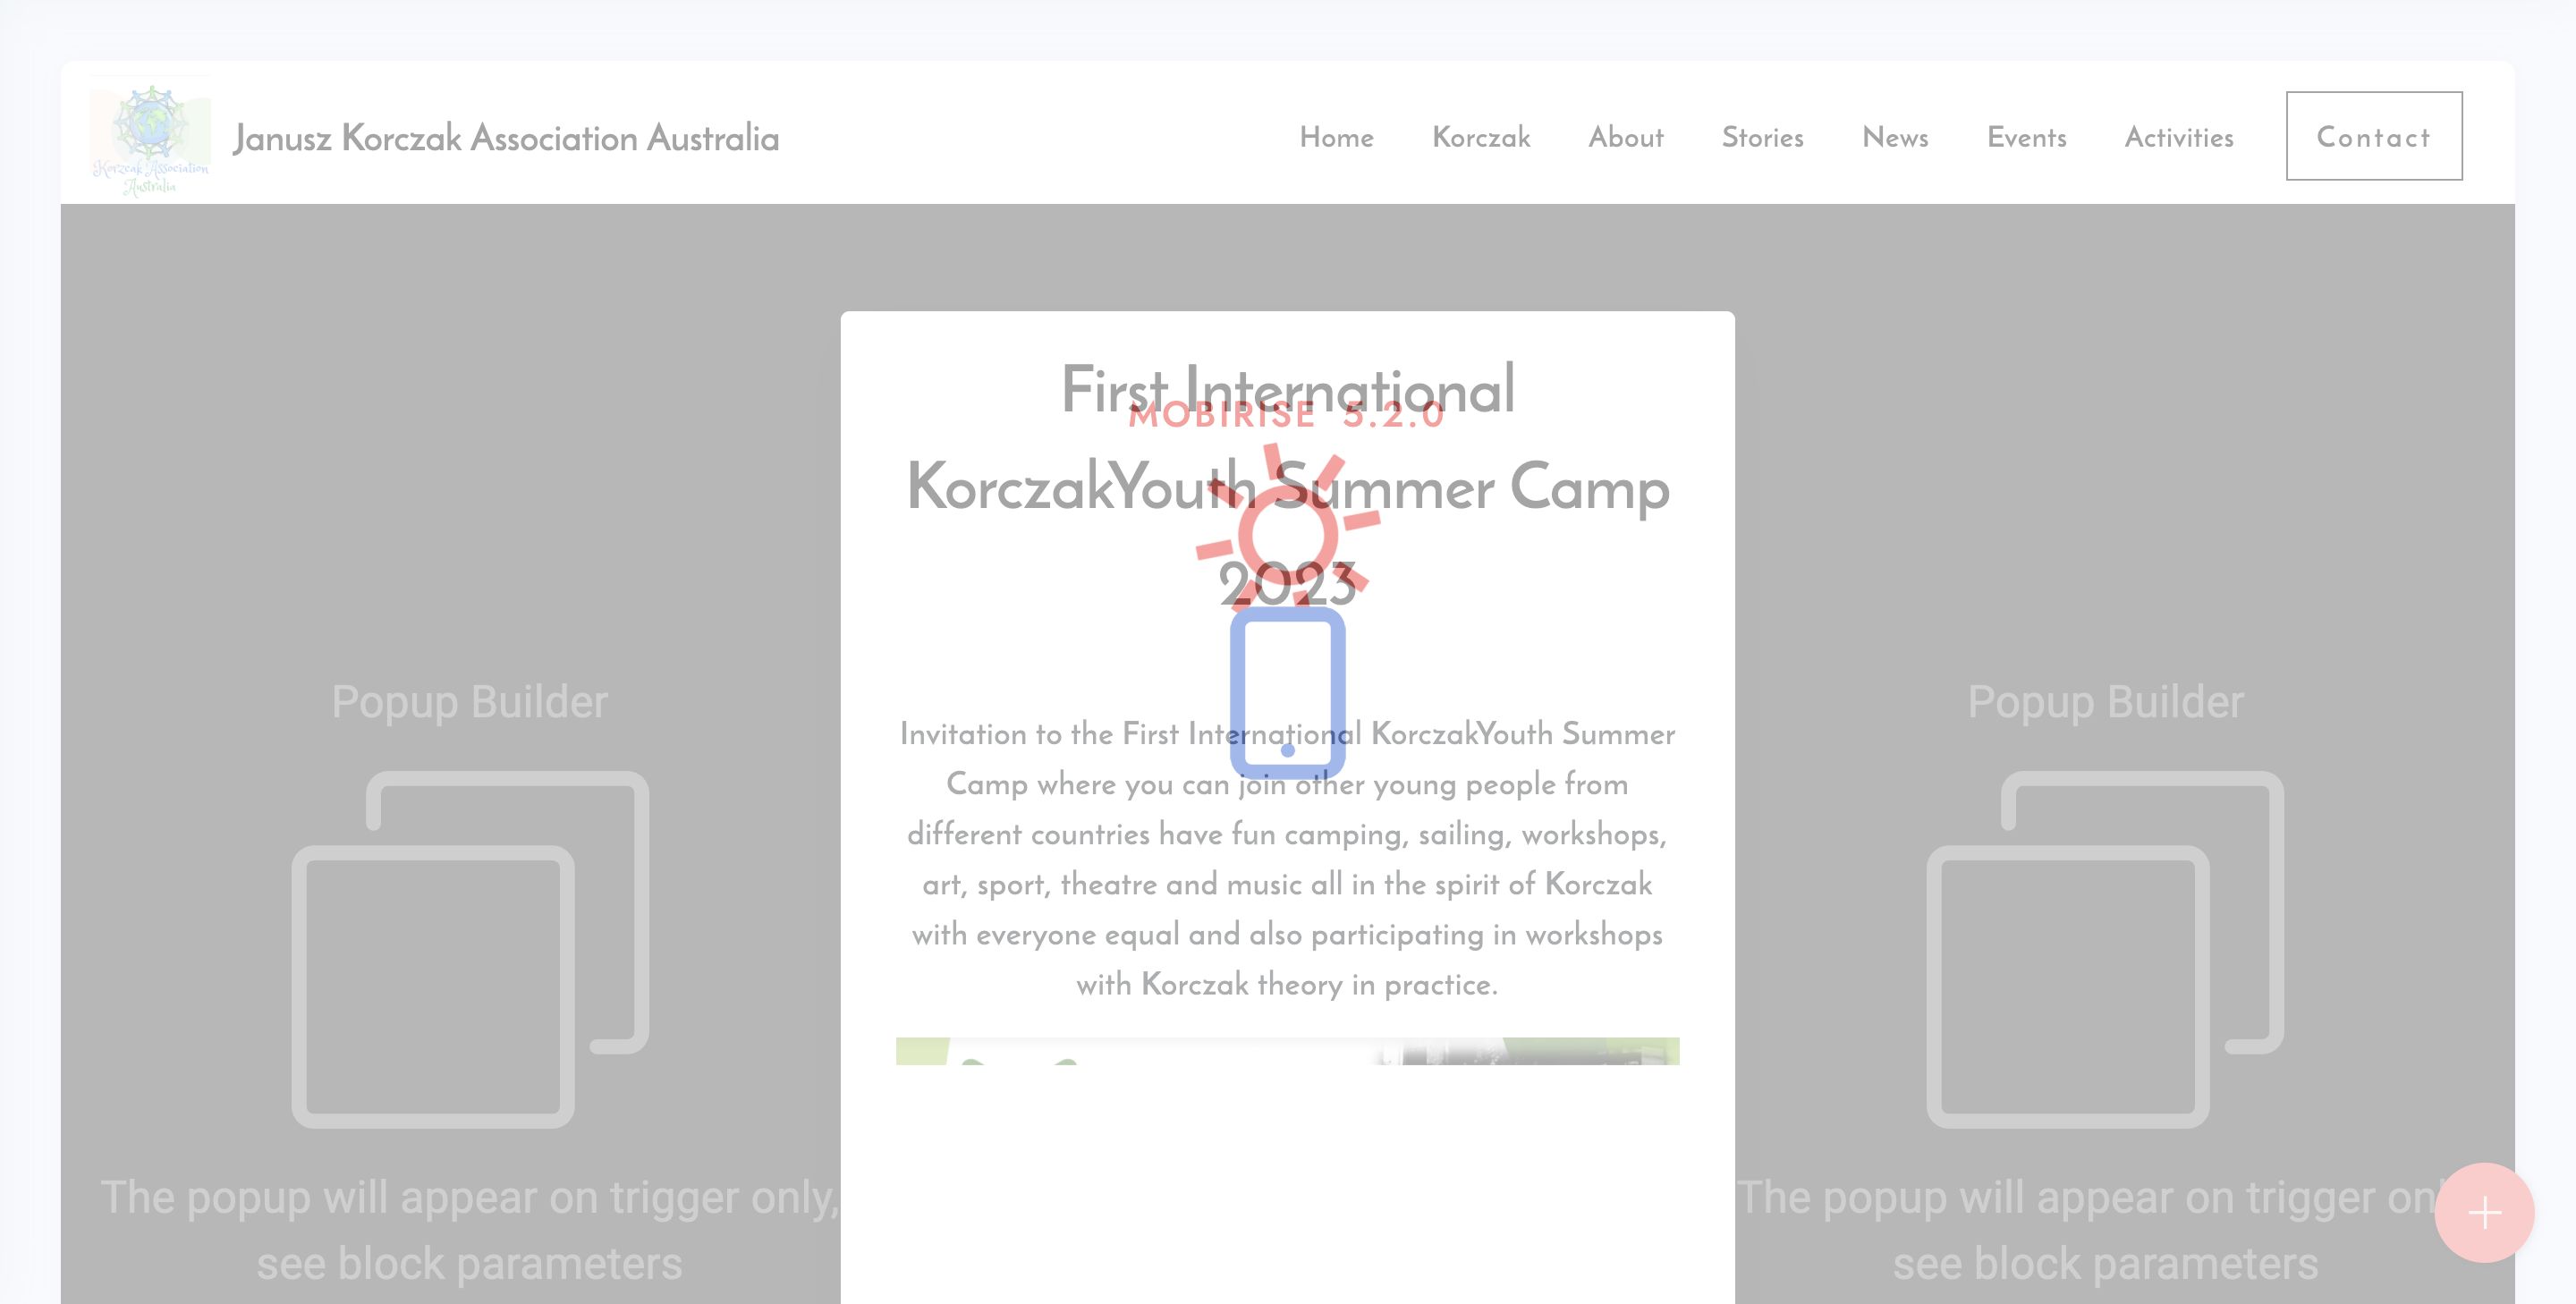 Korzcak Association
Australia
Janusz Korczak Association Australia
Home Korczak About Stories News Events Activities Contact
First International
MOBIRISE 5.2.0
KorczakYouth Summer Camp
2023
Invitation to the First International KorczakYouth Summer
Camp where you can join other young people from
different countries have fun camping, sailing, workshops,
art, sport, theatre and music all in the spirit of Korczak
with everyone equal and also participating in workshops
with Korczak theory in practice.
Popup Builder
The popup will appear on trigger only,
see block parameters
Popup Builder
The popup will appear on trigger
see block parameters